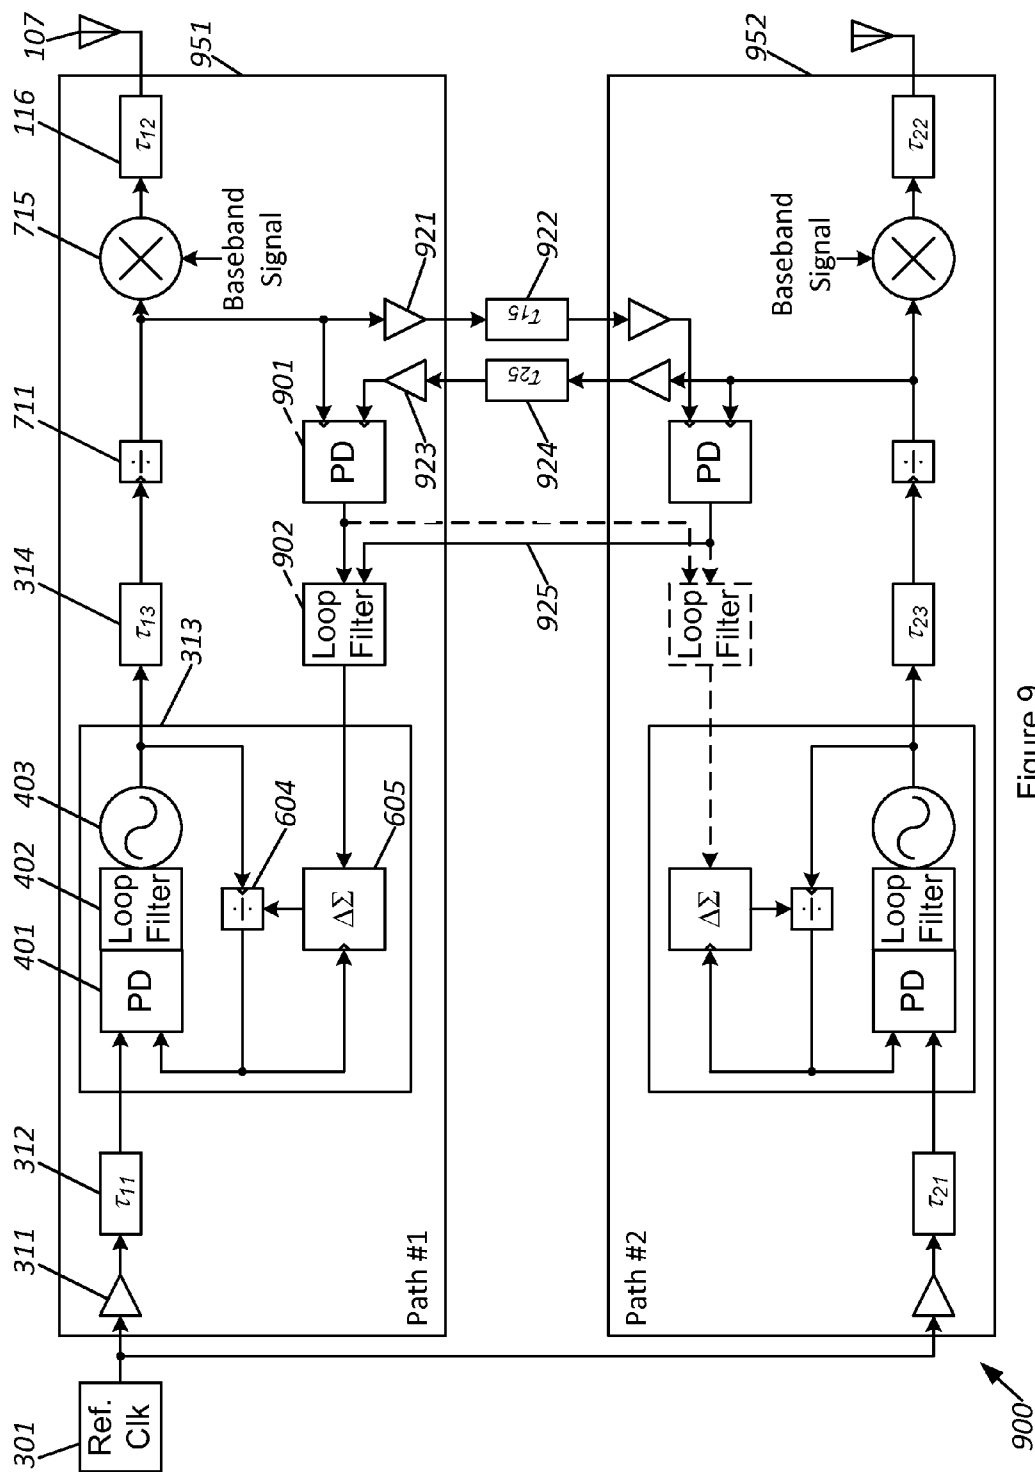 301
311
312
401
402
403
314
711
715
116
107
Ref.
Clk
τ11
PD
Loop
Filter
τ13
÷
τ12
313
604
÷
605
ΔΣ
902
Loop
Filter
901
PD
Baseband
Signal
951
Path #1
923
921
925
924
τ25
922
τ15
Path #2
952
ΔΣ
÷
Loop
Filter
PD
Baseband
Signal
τ21
PD
Loop
Filter
τ23
÷
τ22
900
Figure 9